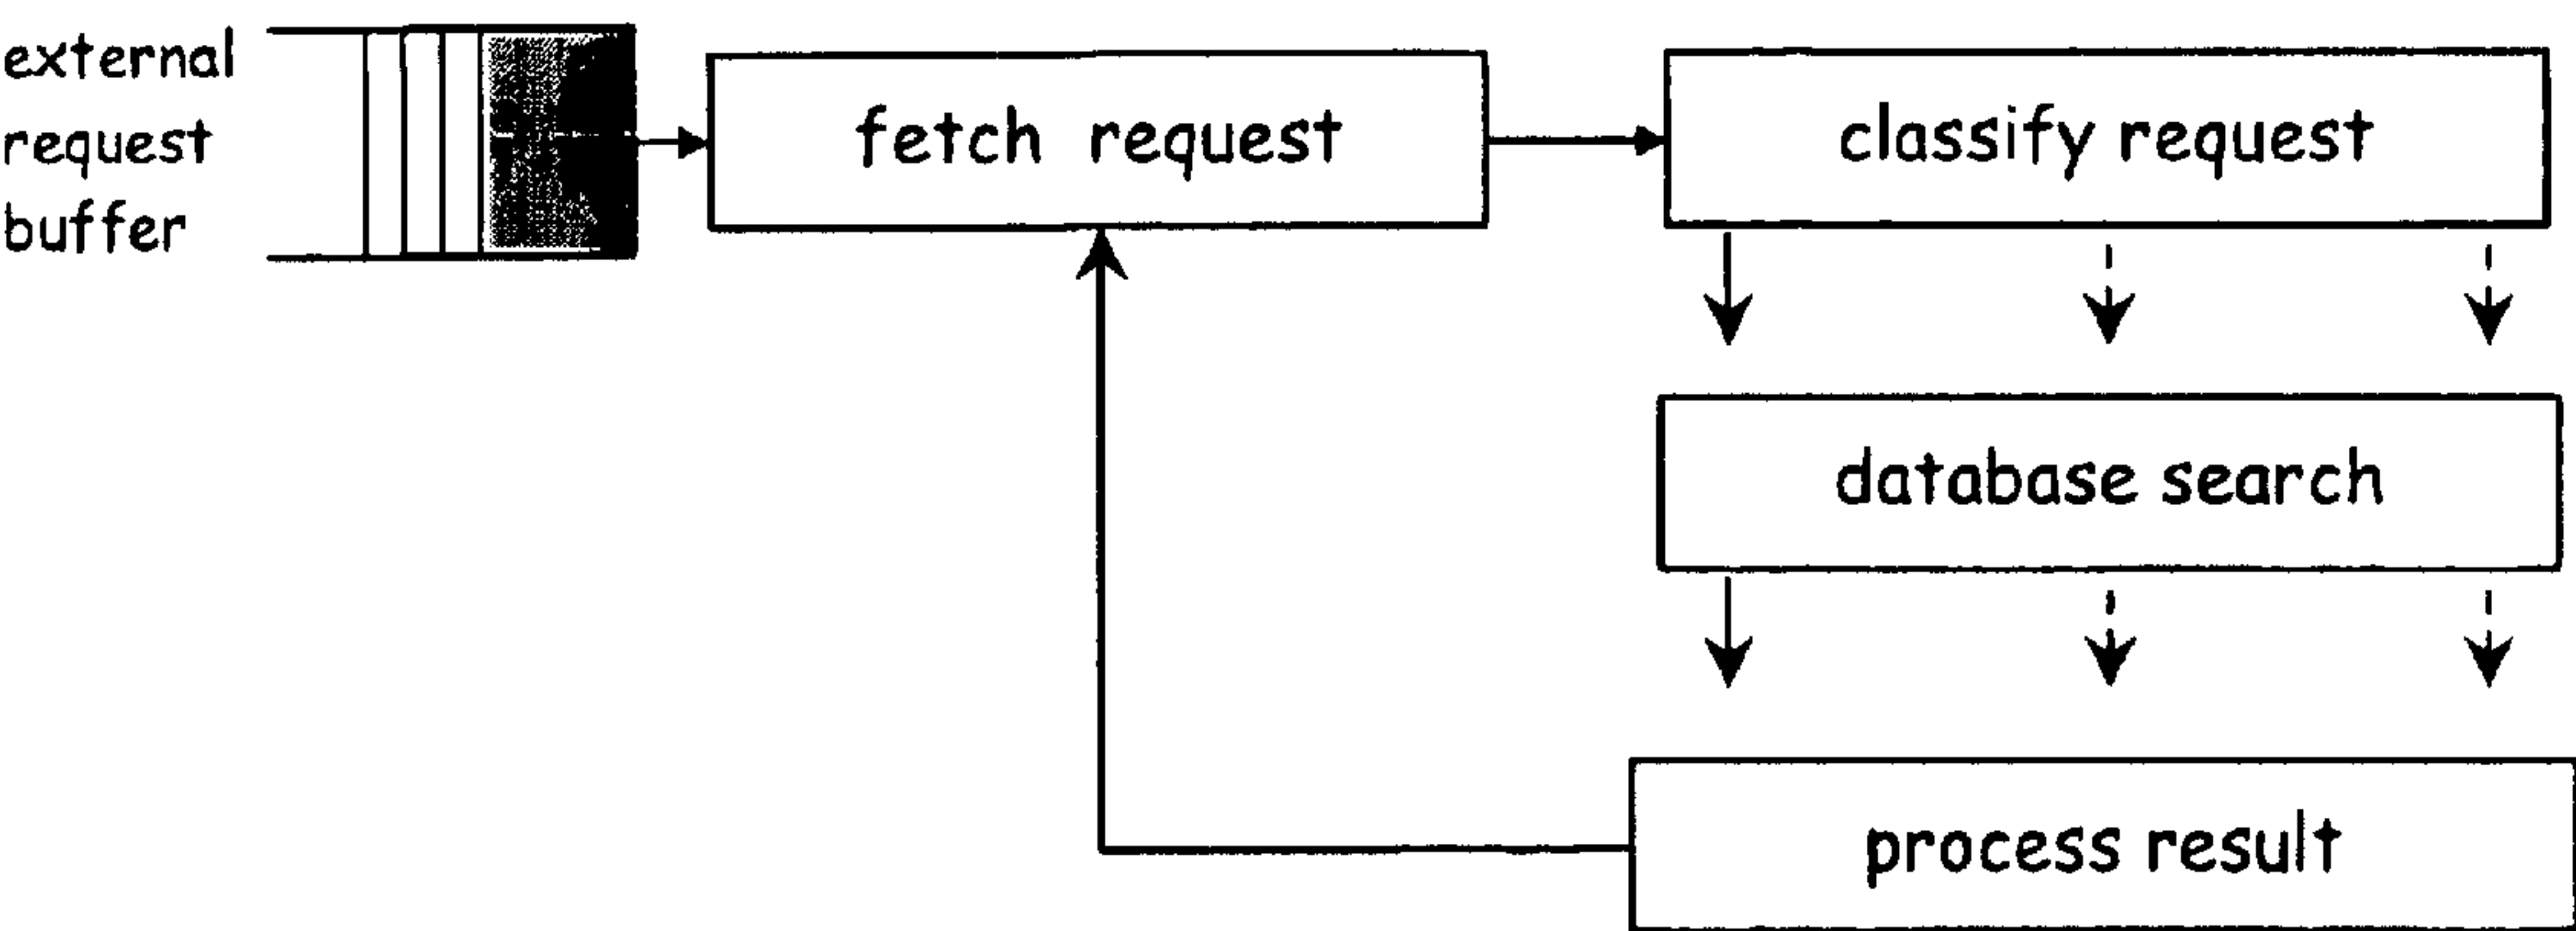 external
request
buffer
fetch request
classify request
database search
process result